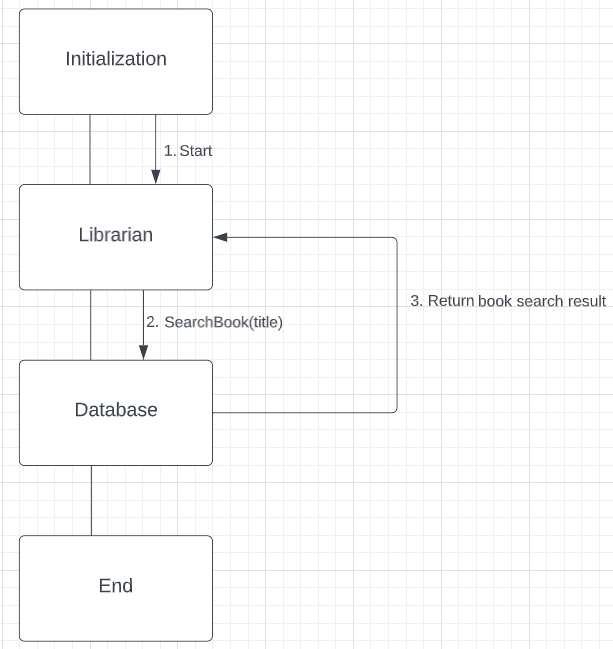 Initialization
1. Start
Librarian
3. Return book search result
2. SearchBook(title)
Database
End